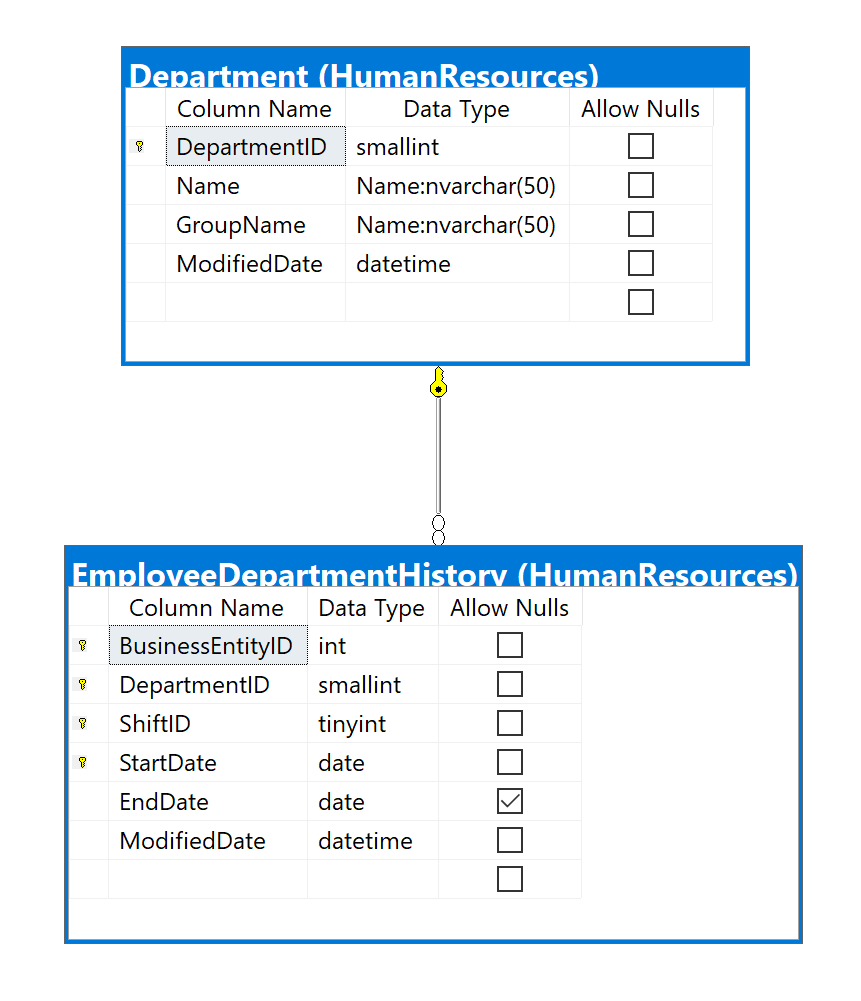 Department (HumanResources)
Column Name Data Type Allow Nulls
DepartmentID smallint
Name Name:nvarchar(50)
GroupName Name:nvarchar(50)
ModifiedDate datetime
EmployeeDepartmentHistory (HumanResources)
Column Name Data Type Allow Nulls
BusinessEntityID int
DepartmentID smallint
ShiftID tinyint
StartDate date
EndDate date
ModifiedDate datetime